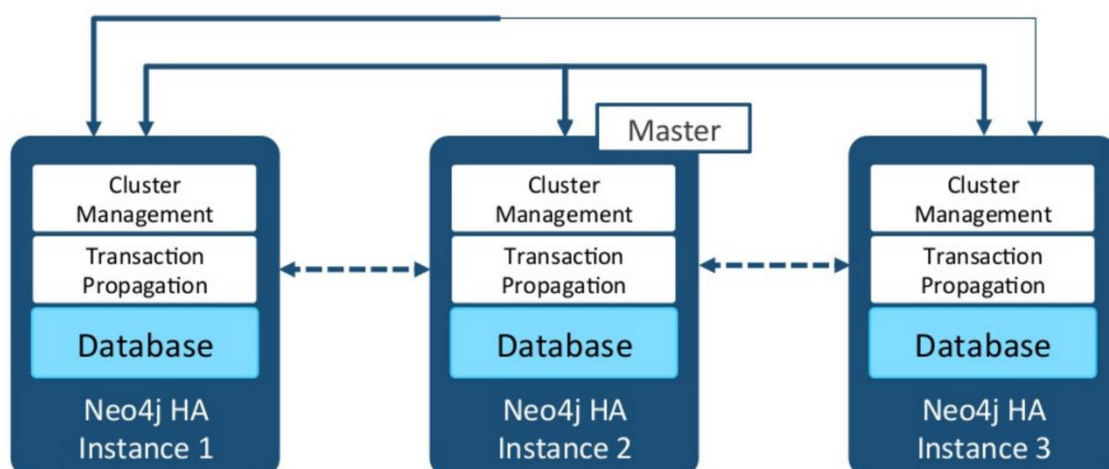 Master
Cluster
Management
Transaction
Propagation
Database
Neo4j HA
Instance 1
Cluster
Management
Transaction
Propagation
Database
Neo4j HA
Instance 2
Cluster
Management
Transaction
Propagation
Database
Neo4j HA
Instance 3